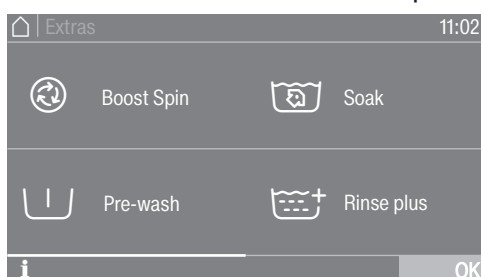 Extras 11:02
Boost Spin Soak
Pre-wash Rinse plus
i OK